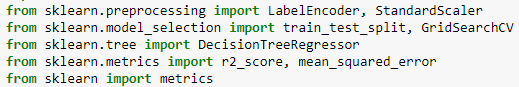 from sklearn.preprocessing import LabelEncoder, StandardScaler
from sklearn.model_selection import train_test_split, GridSearchCV
from sklearn.tree import DecisionTreeRegressor
from sklearn.metrics import r2_score, mean_squared_error
from sklearn import metrics